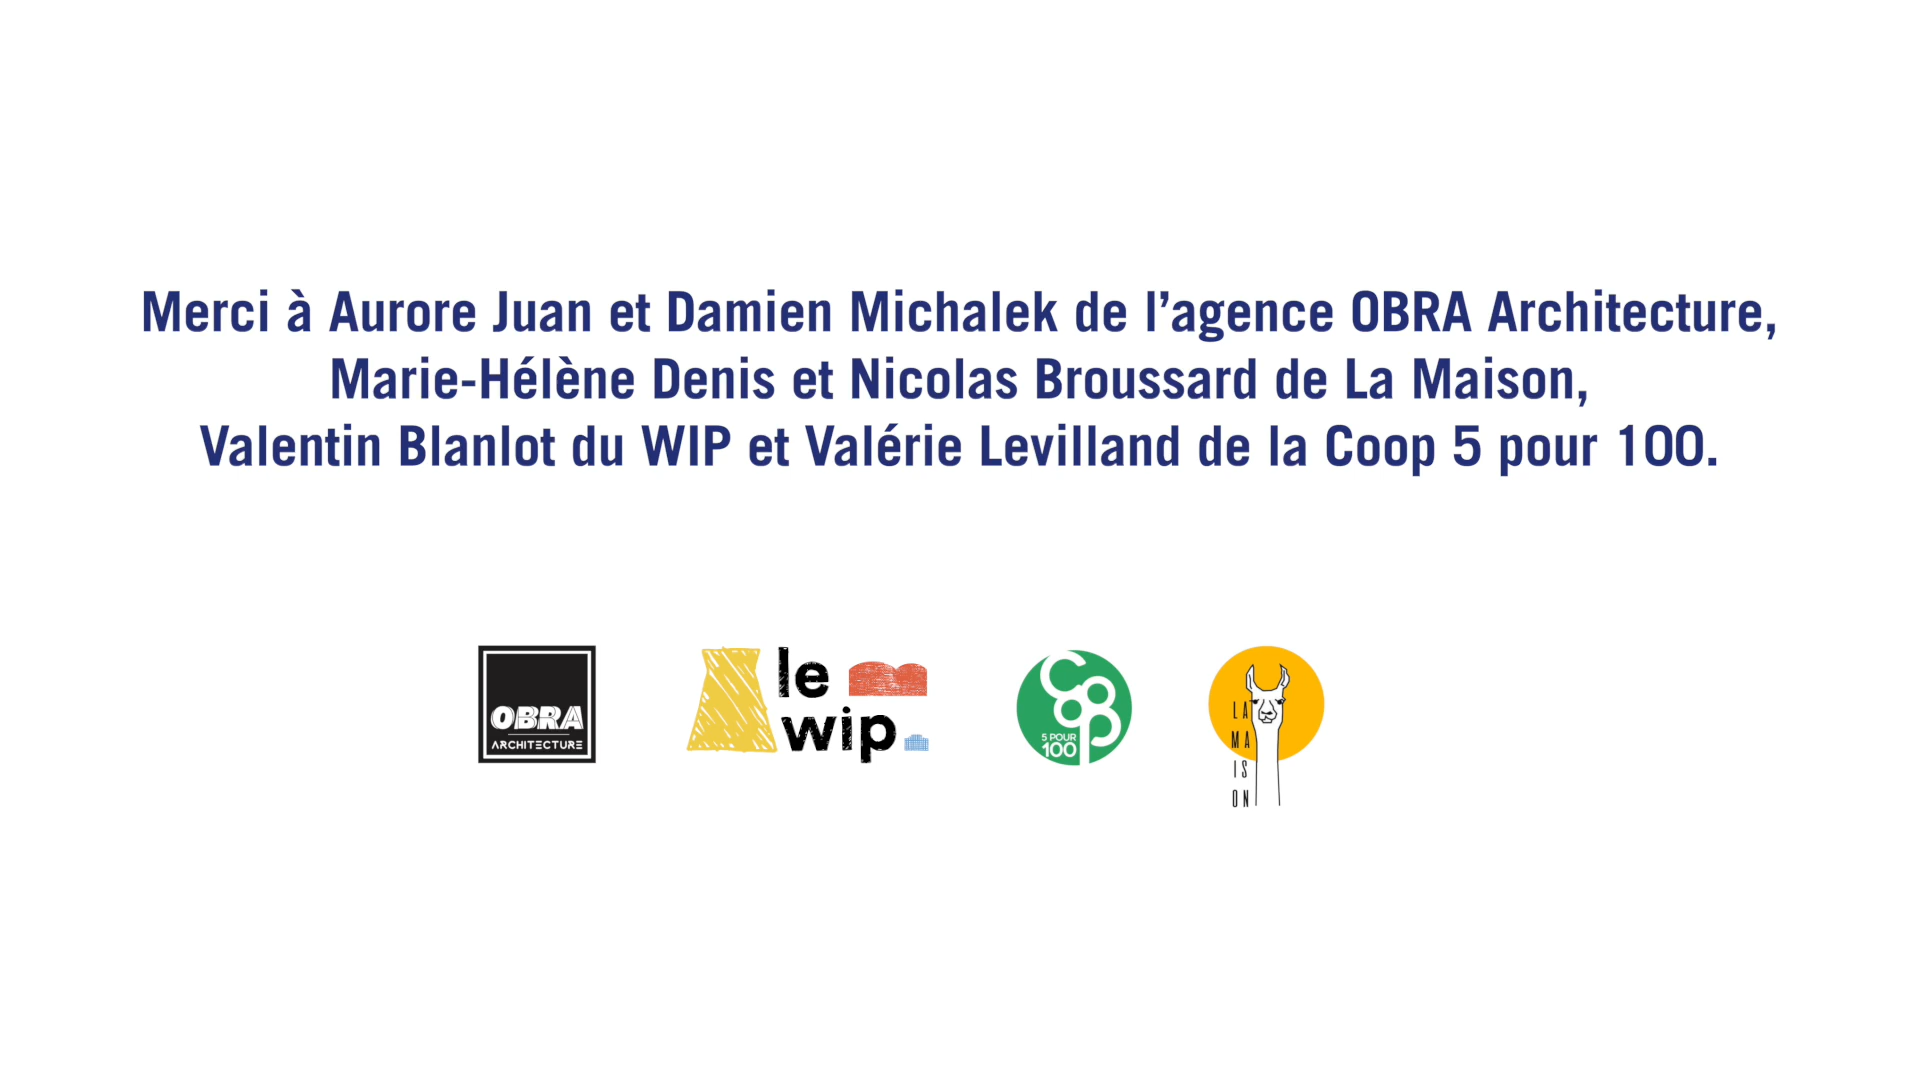 Merci à Aurore Juan et Damien Michalek de l’agence OBRA Architecture,
Marie-Hélène Denis et Nicolas Broussard de La Maison,
Valentin Blanlot du WIP et Valérie Levilland de la Coop 5 pour 100.
OBRA
ARCHITECTURE
le
wip
COOP
5 POUR
100
LA
MA
IS
ON